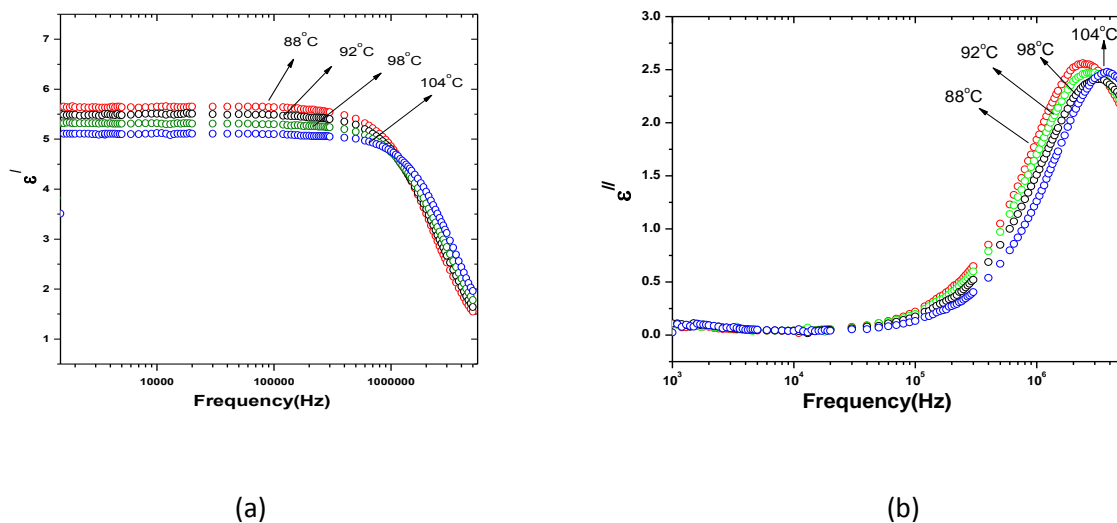 7
6
5
4
3
2
1
88°C
92°C
98°C
104°C
ε/
10000
100000
1000000
Frequency(Hz)
(a)
3.0
2.5
2.0
1.5
1.0
0.5
0.0
104°C
98°C
92°C
88°C
ε//
10³
10⁴
10⁵
10⁶
Frequency(Hz)
(b)